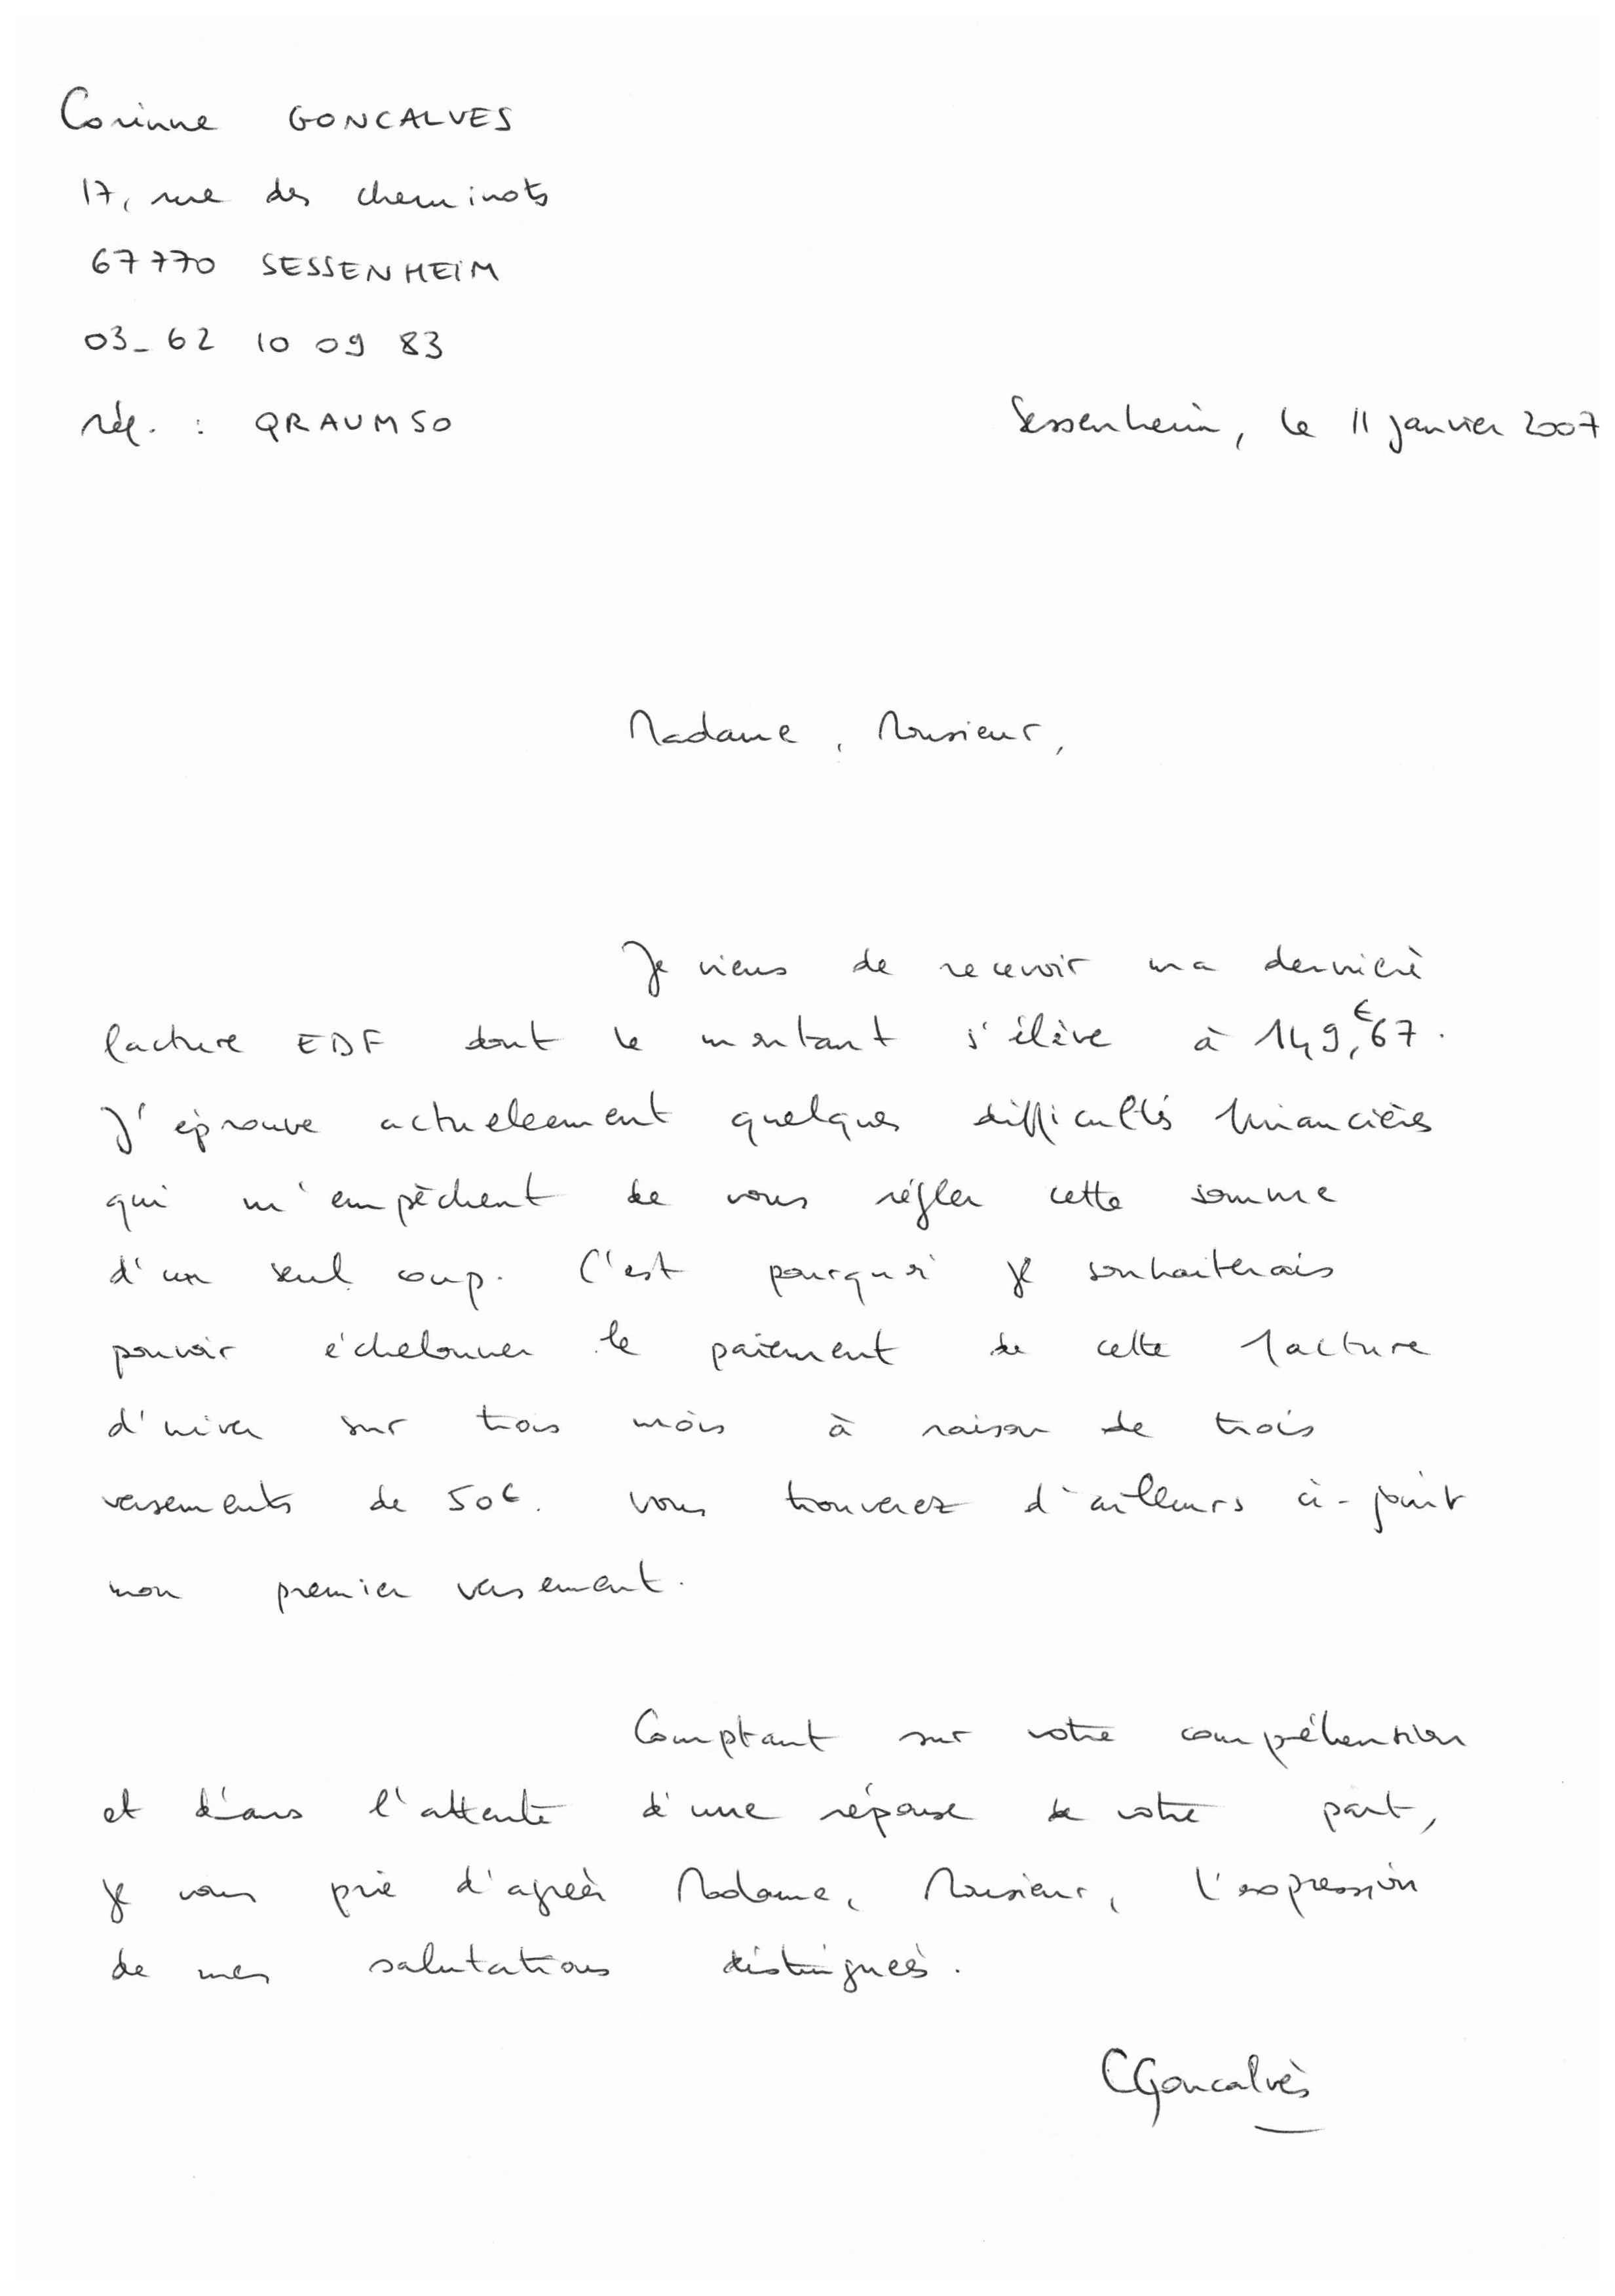 Corinne GONCALVES
17, rue des cheminots
67770 SESSENHEIM
03_ 62 10 09 83
réf. : QRAUMSO
Sessenheim, le 11 janvier 2007
Madame, Monsieur,
Je viens de recevoir ma dernière
facture EDF dont le montant s'élève à 149,€67.
J'éprouve actuellement quelques difficultés financières
qui m'empêchent de vous régler cette somme
d'un seul coup. C'est pourquoi je souhaiterais
pouvoir échelonner le paiement de cette facture
d'hiver sur trois mois à raison de trois
versements de 50€. Vous trouverez d'ailleurs ci-joint
mon premier versement.
Comptant sur votre compréhension
et dans l'attente d'une réponse de votre part,
je vous prie d'agréer Madame, Monsieur, l'expression
de mes salutations distinguées.
CGoncalvès